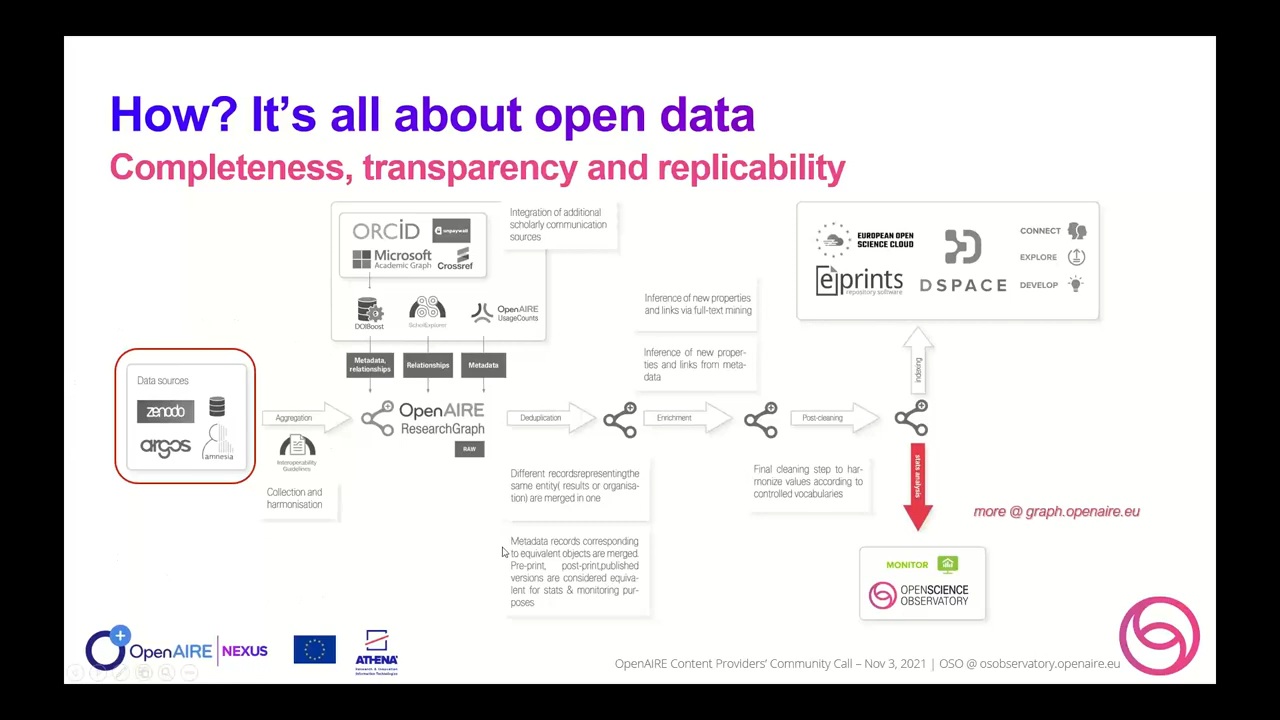 How? It's all about open data
Completeness, transparency and replicability
ORCID
unpaywall
Microsoft
Academic Graph
Crossref
Integration of additional
scholarly communication
sources
DOIBoost
ScholExplorer
OpenAIRE
UsageCounts
Metadata,
relationships
Relationships
Metadata
Data sources
zenodo
argos
amnesia
Aggregation
Interoperability
Guidelines
Collection and
harmonisation
OpenAIRE
ResearchGraph
RAW
Deduplication
Different recordsrepresentingthe
same entity( results or organisa-
tion) are merged in one
Metadata records corresponding
to equivalent objects are merged.
Pre-print, post-print,published
versions are considered equiva-
lent for stats & monitoring pur-
poses
Inference of new properties
and links via full-text mining
Inference of new proper-
ties and links from meta-
data
Enrichment
Post-cleaning
Final cleaning step to har-
monize values according to
controlled vocabularies
EUROPEAN OPEN
SCIENCE CLOUD
eprints
repository software
DSPACE
CONNECT
EXPLORE
DEVELOP
indexing
stats analysis
more @ graph.openaire.eu
MONITOR
OPENSCIENCE
OBSERVATORY
OpenAIRE | NEXUS
ATHENA
Research & Innovation
Information Technologies
OpenAIRE Content Providers' Community Call – Nov 3, 2021 | OSO @ osobservatory.openaire.eu